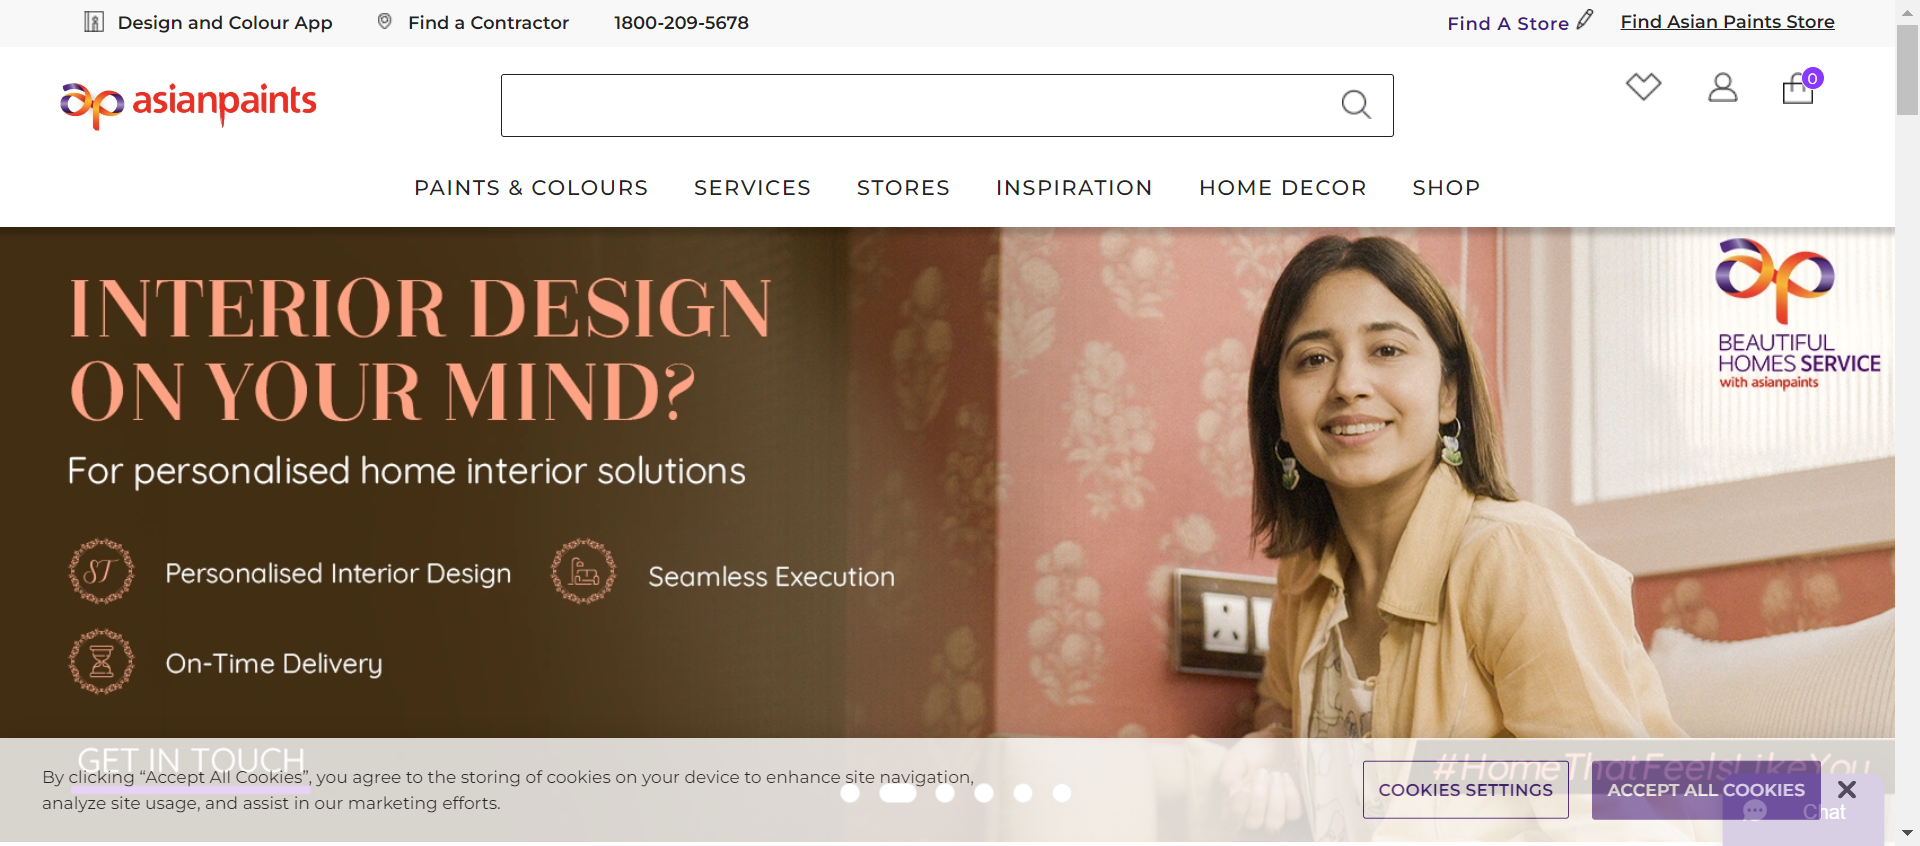 Design and Colour App
Find a Contractor
1800-209-5678
Find A Store
Find Asian Paints Store
asianpaints
0
PAINTS & COLOURS
SERVICES
STORES
INSPIRATION
HOME DECOR
SHOP
INTERIOR DESIGN
ON YOUR MIND?
For personalised home interior solutions
ST
Personalised Interior Design
Seamless Execution
On-Time Delivery
BEAUTIFUL
HOMES SERVICE
with asianpaints
GET IN TOUCH
#HomeThatFeelsLikeYou
By clicking “Accept All Cookies”, you agree to the storing of cookies on your device to enhance site navigation,
analyze site usage, and assist in our marketing efforts.
COOKIES SETTINGS
ACCEPT ALL COOKIES
Chat